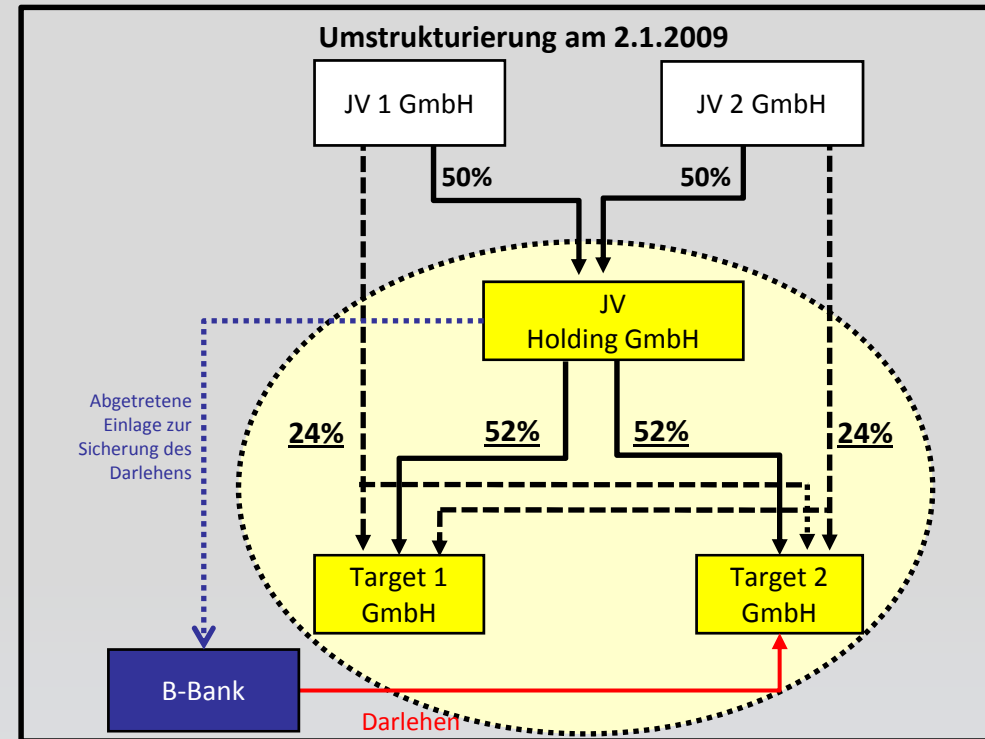 Umstrukturierung am 2.1.2009
JV 1 GmbH
JV 2 GmbH
50%
50%
JV
Holding GmbH
Abgetretene
Einlage zur
Sicherung des
Darlehens
24%
52%
52%
24%
Target 1
GmbH
Target 2
GmbH
B-Bank
Darlehen